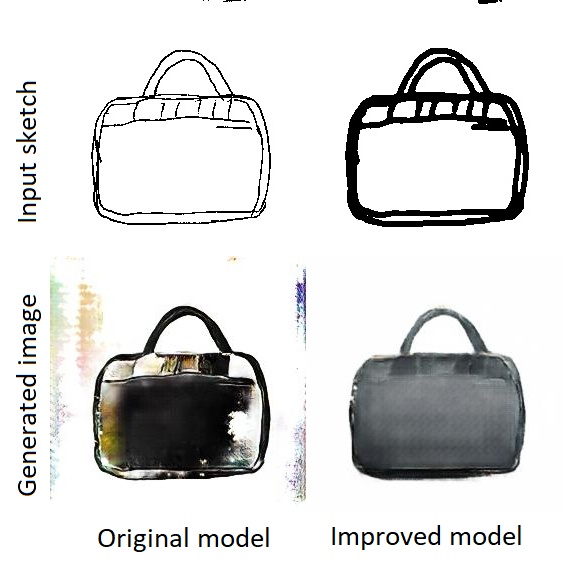 Input sketch
Generated image
Original model
Improved model